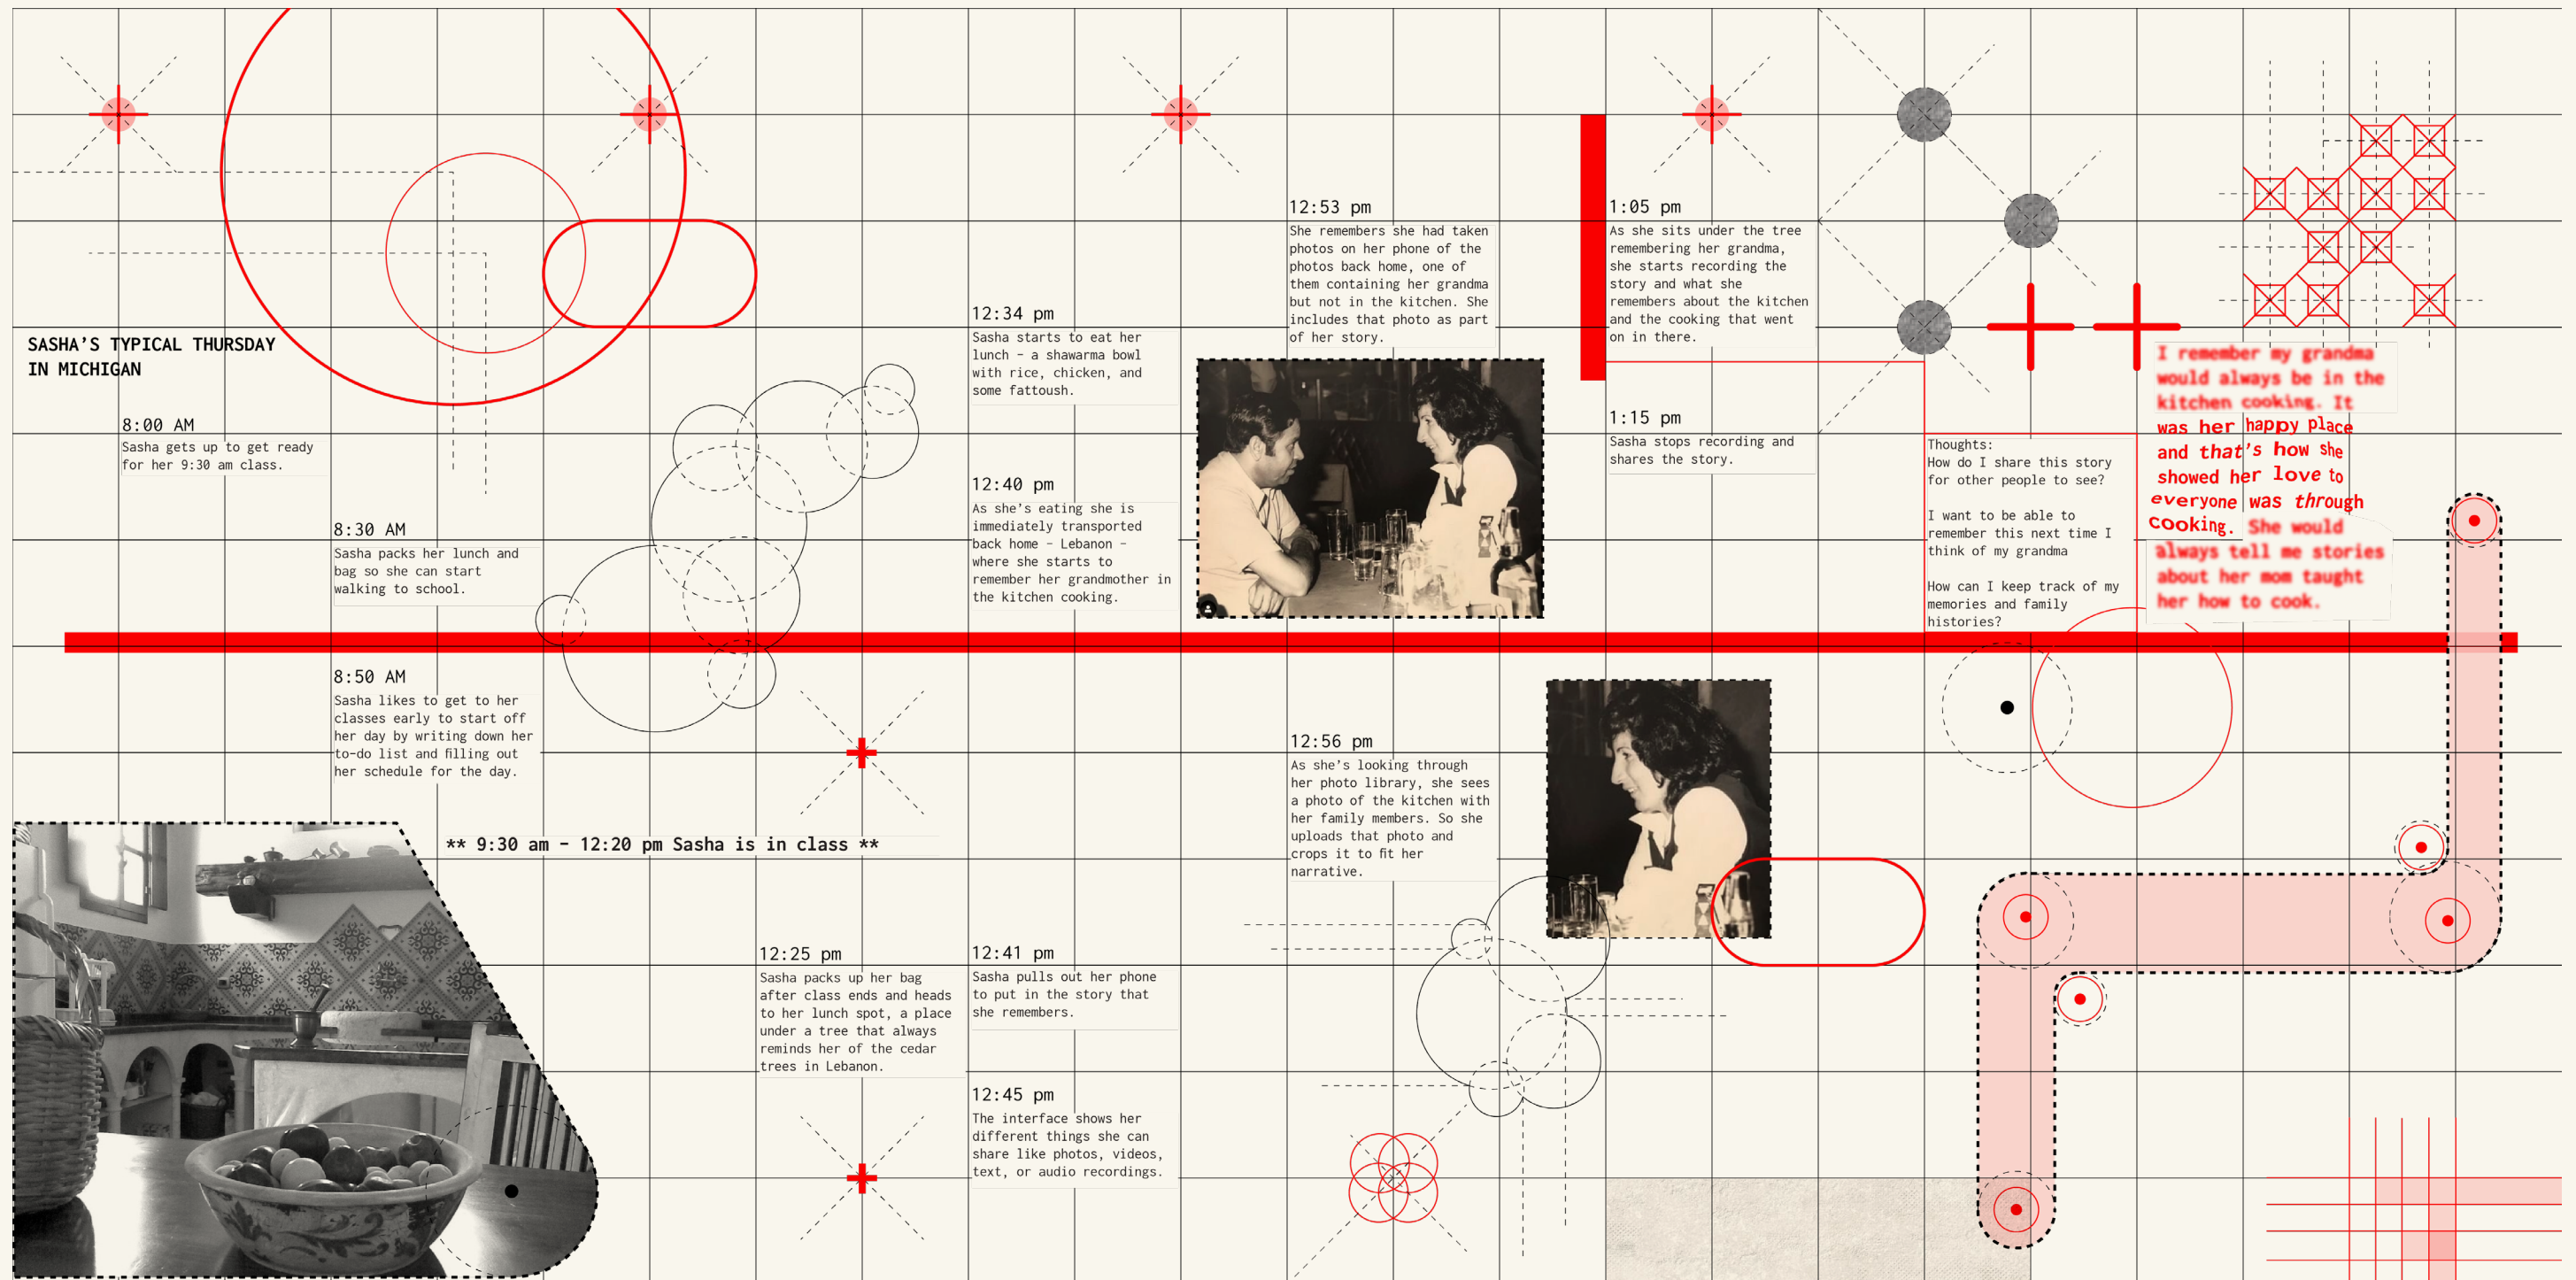 SASHA’S TYPICAL THURSDAY
IN MICHIGAN
8:00 AM
Sasha gets up to get ready
for her 9:30 am class.
8:30 AM
Sasha packs her lunch and
bag so she can start
walking to school.
8:50 AM
Sasha likes to get to her
classes early to start off
her day by writing down her
to-do list and filling out
her schedule for the day.
** 9:30 am - 12:20 pm Sasha is in class **
12:25 pm
Sasha packs up her bag
after class ends and heads
to her lunch spot, a place
under a tree that always
reminds her of the cedar
trees in Lebanon.
12:34 pm
Sasha starts to eat her
lunch - a shawarma bowl
with rice, chicken, and
some fattoush.
12:40 pm
As she’s eating she is
immediately transported
back home - Lebanon -
where she starts to
remember her grandmother in
the kitchen cooking.
12:41 pm
Sasha pulls out her phone
to put in the story that
she remembers.
12:45 pm
The interface shows her
different things she can
share like photos, videos,
text, or audio recordings.
12:53 pm
She remembers she had taken
photos on her phone of the
photos back home, one of
them containing her grandma
but not in the kitchen. She
includes that photo as part
of her story.
12:56 pm
As she’s looking through
her photo library, she sees
a photo of the kitchen with
her family members. So she
uploads that photo and
crops it to fit her
narrative.
1:05 pm
As she sits under the tree
remembering her grandma,
she starts recording the
story and what she
remembers about the kitchen
and the cooking that went
on in there.
1:15 pm
Sasha stops recording and
shares the story.
Thoughts:
How do I share this story
for other people to see?
I want to be able to
remember this next time I
think of my grandma
How can I keep track of my
memories and family
histories?
I remember my grandma
would always be in the
kitchen cooking. It
was her happy place
and that’s how she
showed her love to
everyone was through
cooking. She would
always tell me stories
about her mom taught
her how to cook.